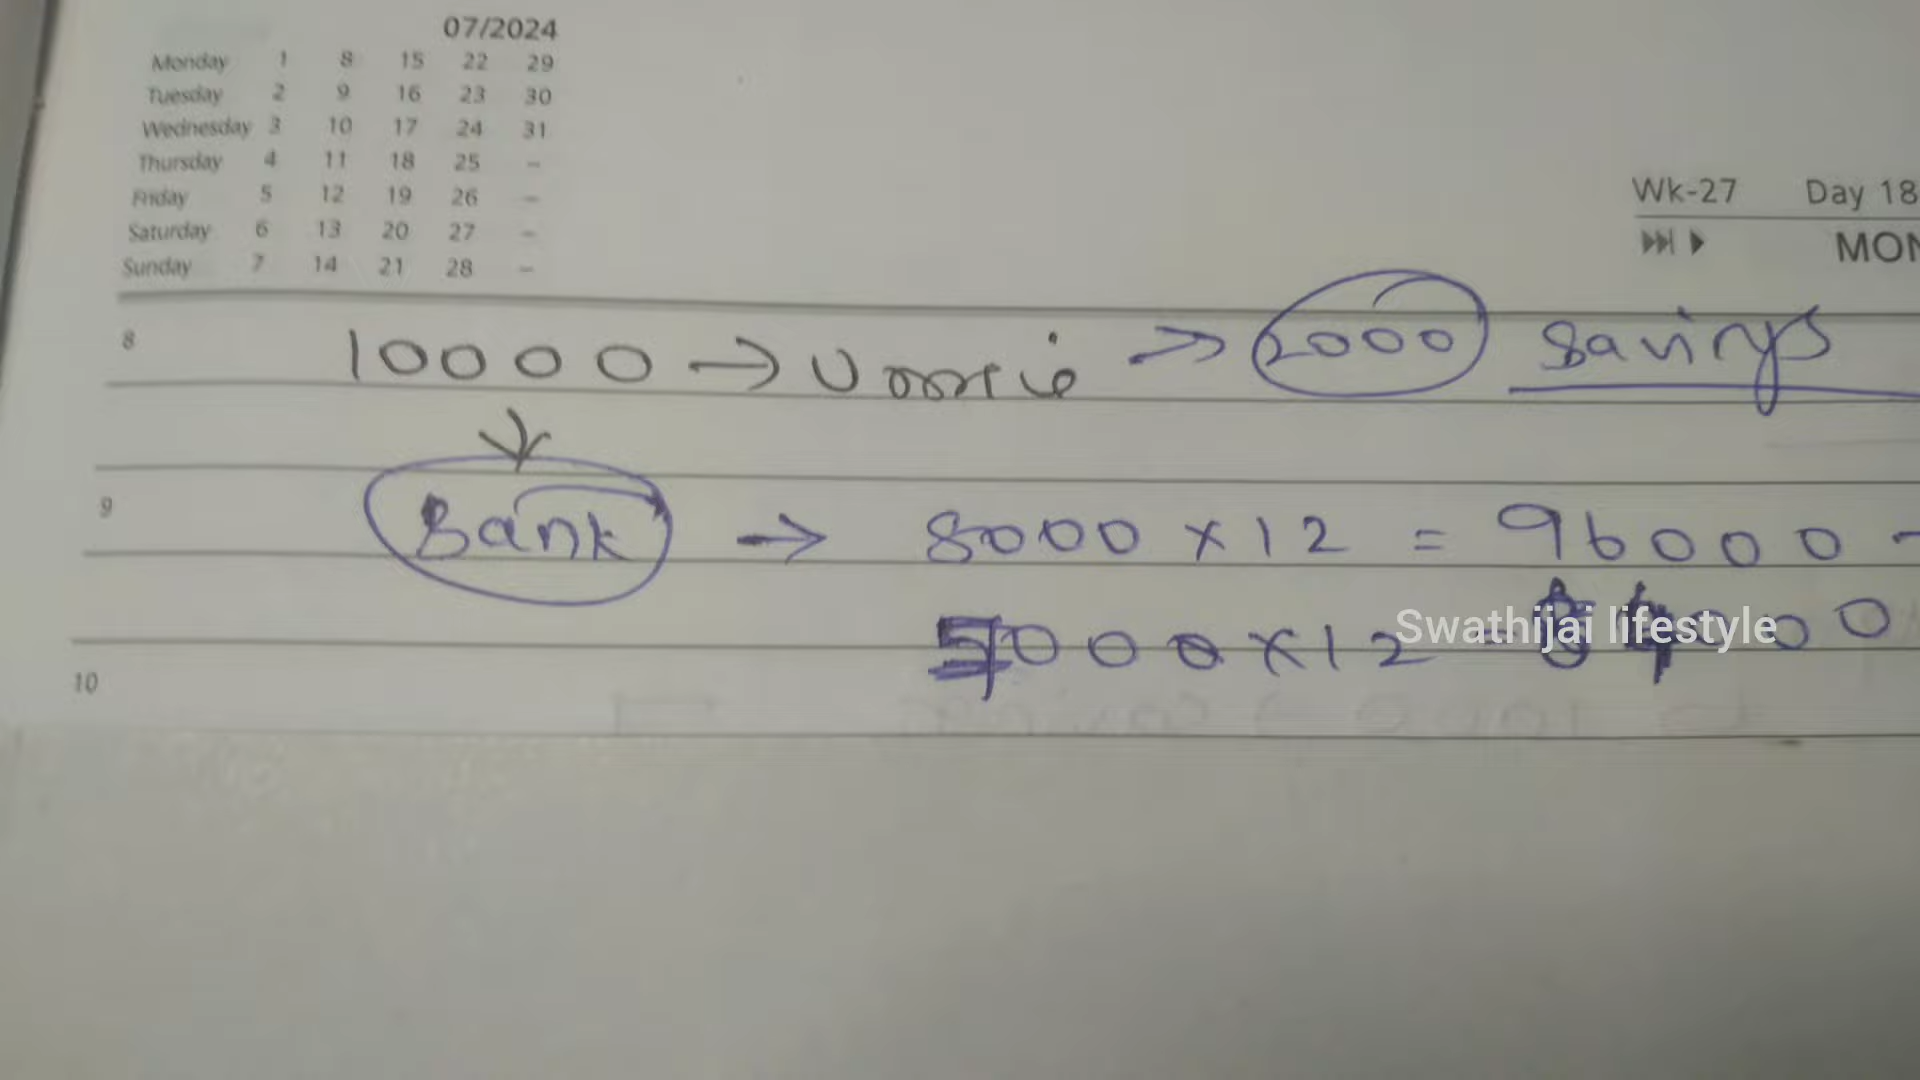 07/2024
Monday 1 8 15 22 29
Tuesday 2 9 16 23 30
Wednesday 3 10 17 24 31
Thursday 4 11 18 25 –
Friday 5 12 19 26 –
Saturday 6 13 20 27 –
Sunday 7 14 21 28 –
Wk-27 Day 18
MON
8 10000 → → 2000 Savings
9 Bank → 8000 × 12 = 96000 -
000 × 12 = 84000
Swathijai lifestyle
10